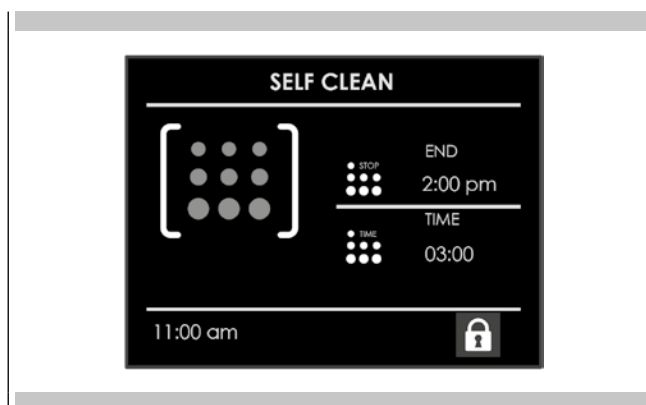 SELF CLEAN
STOP
END
2:00 pm
TIME
TIME
03:00
11:00 am